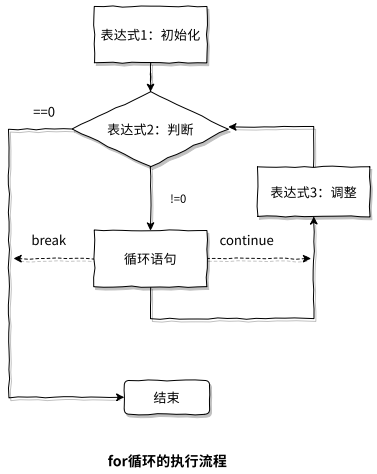 表达式1：初始化
==0
表达式2：判断
表达式3：调整
!=0
break
continue
循环语句
结束
for循环的执行流程